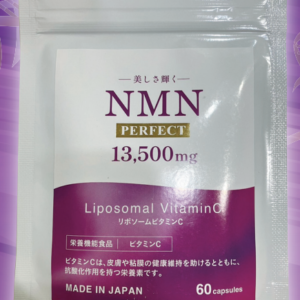 美しさ輝く
NMN
PERFECT
13,500mg
Liposomal VitaminC
リポソームビタミンC
栄養機能食品 ビタミンC
ビタミンCは、皮膚や粘膜の健康維持を助けるとともに、
抗酸化作用を持つ栄養素です。
MADE IN JAPAN 60 capsules